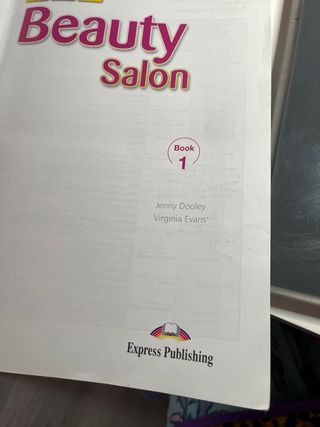 Beauty
Salon
Book
1
Jenny Dooley
Virginia Evans
Express Publishing